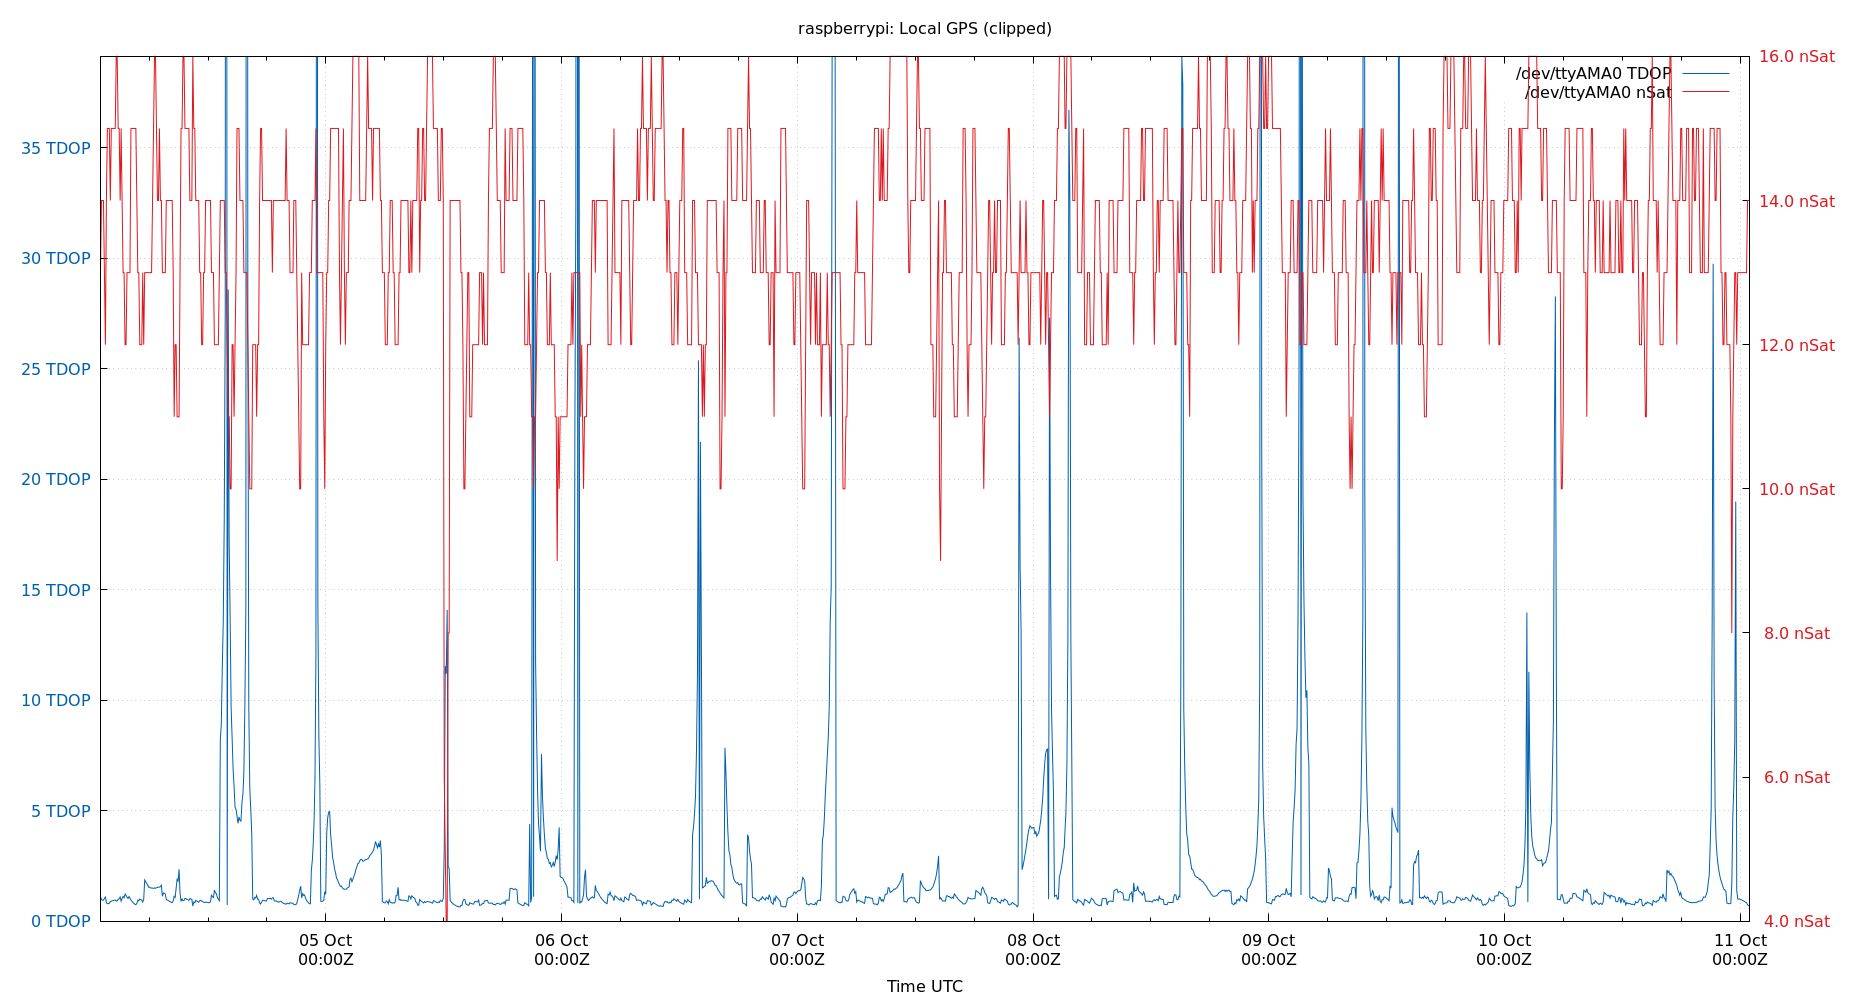 raspberrypi: Local GPS (clipped)
/dev/ttyAMA0 TDOP
/dev/ttyAMA0 nSat
35 TDOP
30 TDOP
25 TDOP
20 TDOP
15 TDOP
10 TDOP
5 TDOP
0 TDOP
16.0 nSat
14.0 nSat
12.0 nSat
10.0 nSat
8.0 nSat
6.0 nSat
4.0 nSat
05 Oct
00:00Z
06 Oct
00:00Z
07 Oct
00:00Z
08 Oct
00:00Z
09 Oct
00:00Z
10 Oct
00:00Z
11 Oct
00:00Z
Time UTC